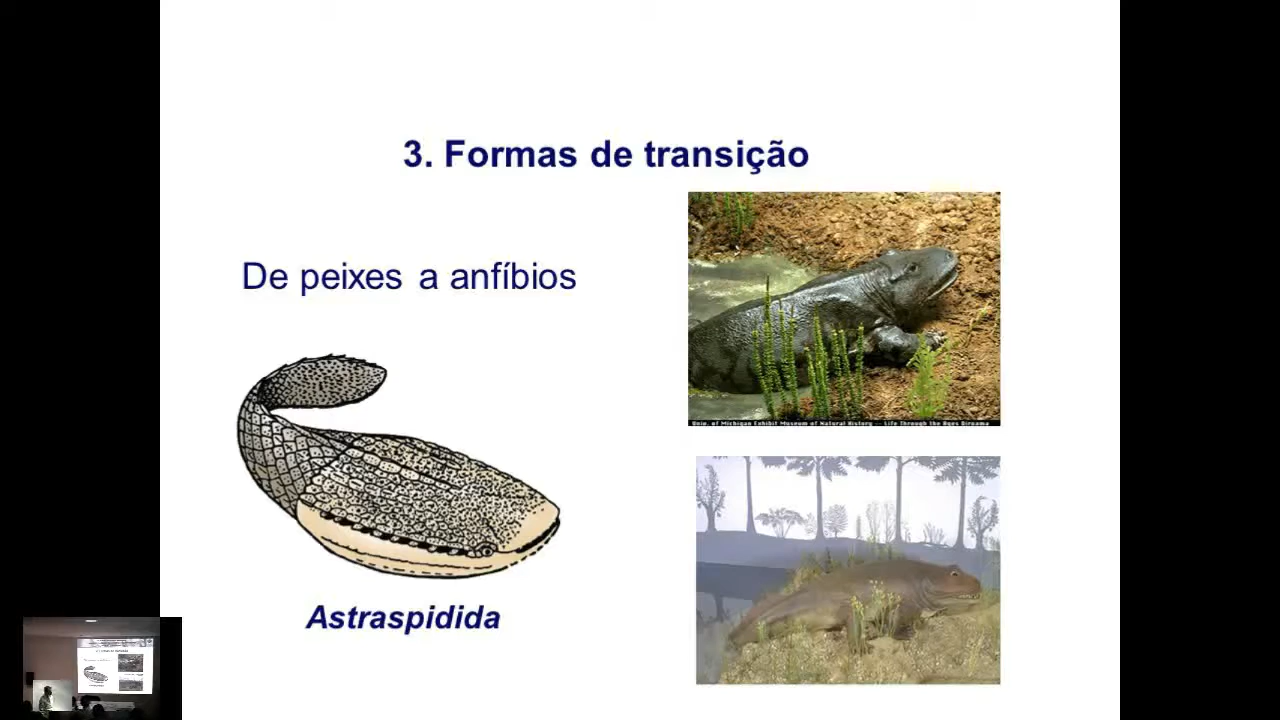 3. Formas de transição
De peixes a anfíbios
Univ. of Michigan Exhibit Museum of Natural History -- Life Through the Ages Diorama
Astraspidida